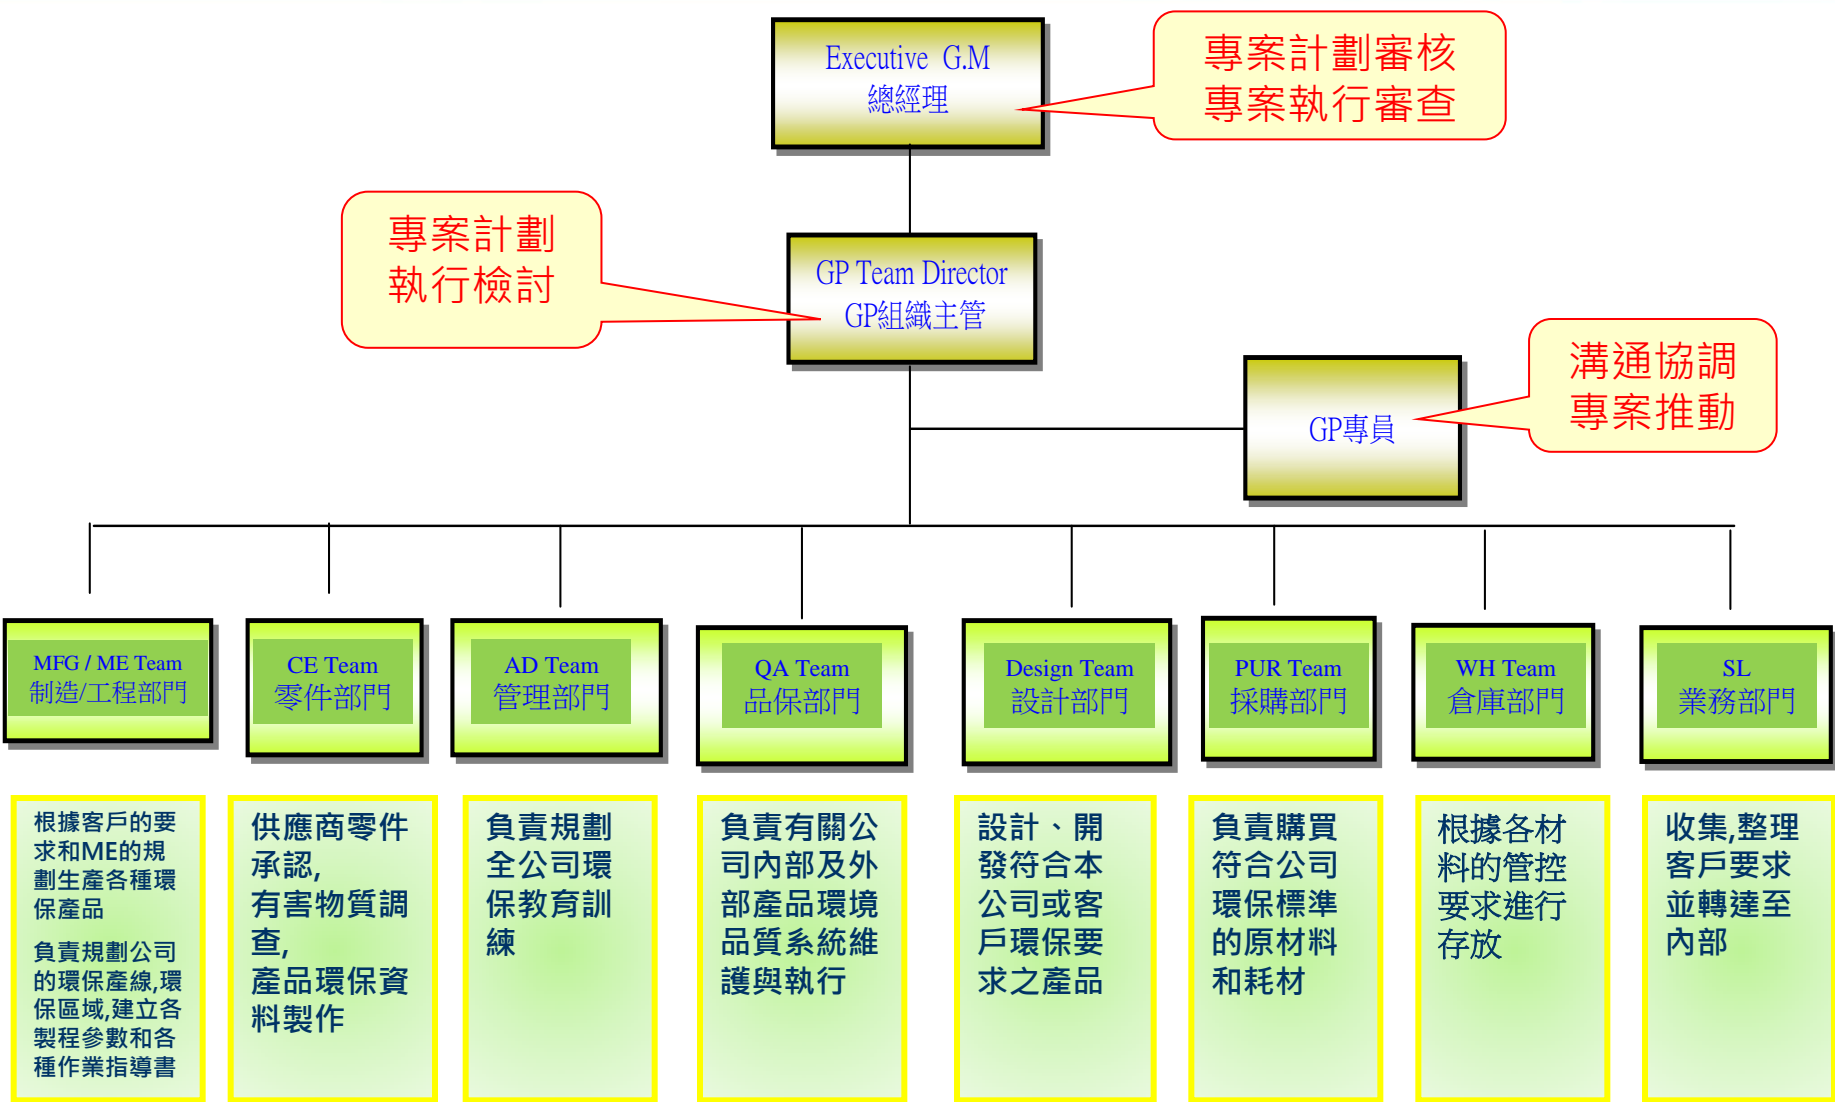 Executive G.M
總經理
專案計劃審核
專案執行審查
專案計劃
執行檢討
GP Team Director
GP組織主管
GP專員
溝通協調
專案推動
MFG / ME Team
制造/工程部門
CE Team
零件部門
AD Team
管理部門
QA Team
品保部門
Design Team
設計部門
PUR Team
採購部門
WH Team
倉庫部門
SL
業務部門
根據客戶的要
求和ME的規
劃生產各種環
保產品
負責規劃公司
的環保產線,環
保區域,建立各
製程參數和各
種作業指導書
供應商零件
承認,
有害物質調
查,
產品環保資
料製作
負責規劃
全公司環
保教育訓
練
負責有關公
司內部及外
部產品環境
品質系統維
護與執行
設計、開
發符合本
公司或客
戶環保要
求之產品
負責購買
符合公司
環保標準
的原材料
和耗材
根據各材
料的管控
要求進行
存放
收集,整理
客戶要求
並轉達至
內部